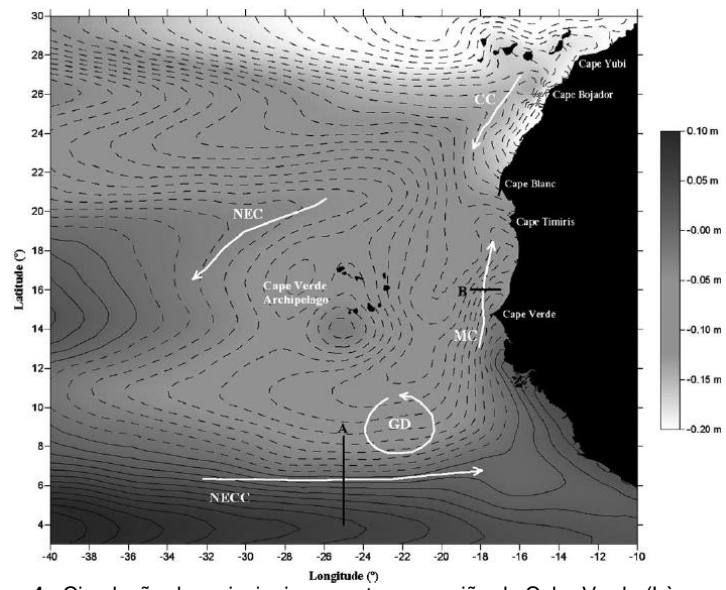 30
28
26
24
22
20
18
16
14
12
10
8
6
4
Latitude (°)
Cape Yubi
Cape Bojador
CC
Cape Blanc
NEC
Cape Timiris
Cape Verde
Archipelago
B
Cape Verde
MC
A
GD
NECC
0.10 m
0.05 m
0.00 m
-0.05 m
-0.10 m
-0.15 m
-0.20 m
-40 -38 -36 -34 -32 -30 -28 -26 -24 -22 -20 -18 -16 -14 -12 -10
Longitude (°)